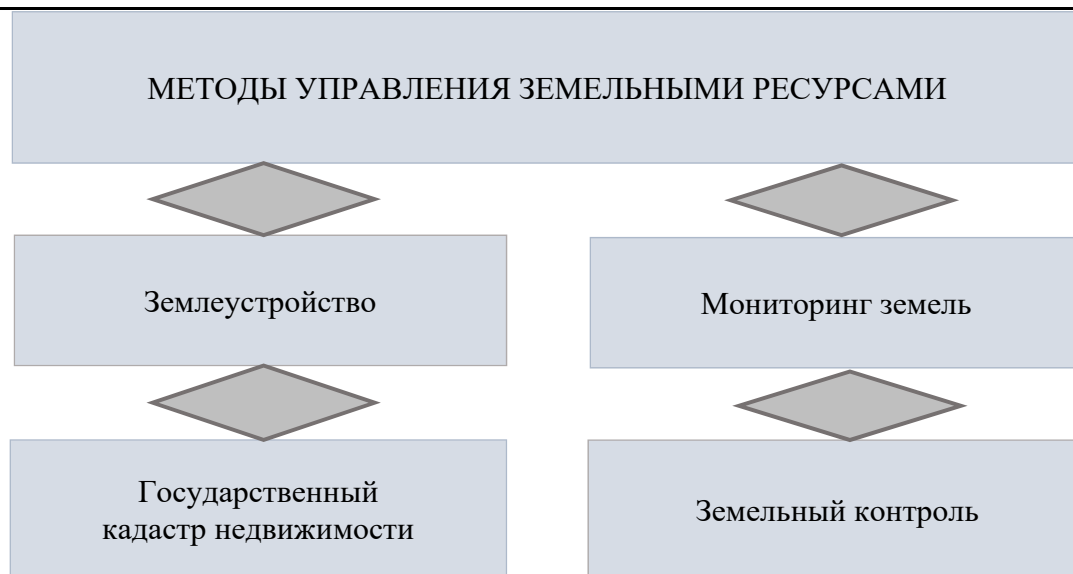 МЕТОДЫ УПРАВЛЕНИЯ ЗЕМЕЛЬНЫМИ РЕСУРСАМИ
Землеустройство
Мониторинг земель
Государственный
кадастр недвижимости
Земельный контроль